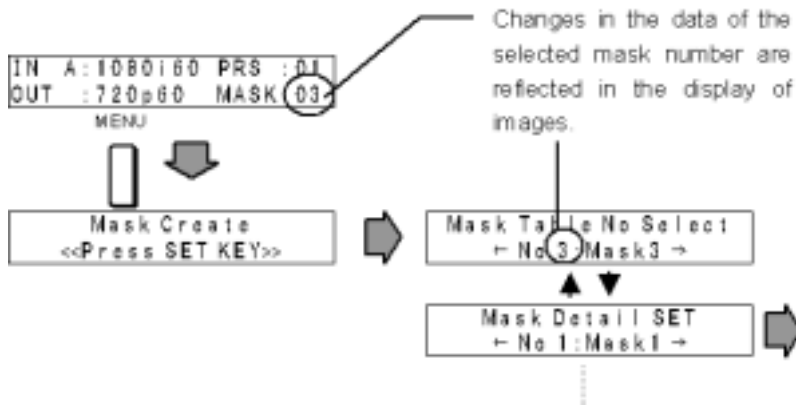 Changes in the data of the
selected mask number are
reflected in the display of
images.
IN A:1080i60 PRS :01
OUT :720p60 MASK 03
MENU
Mask Create
<<Press SET KEY>>
Mask Table No Select
← No 3:Mask3 →
Mask Detail SET
← No 1:Mask1 →